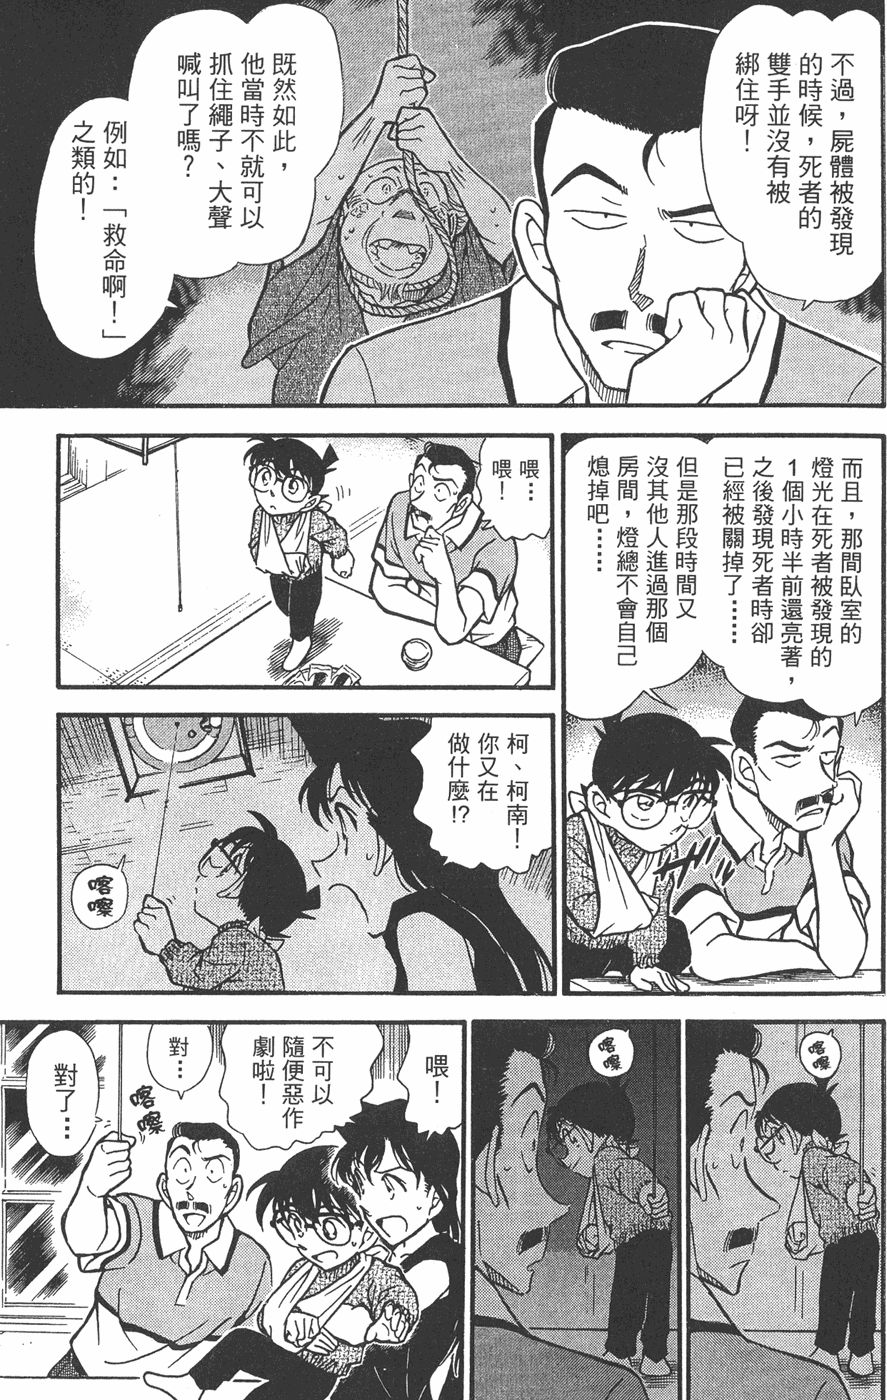 不過，屍體被發現
的時候，死者的
雙手並沒有被
綁住呀！
既然如此，
他當時不就可以
抓住繩子、大聲
喊叫了嗎？
例如：「救命啊！」
之類的！
而且，那間臥室的
燈光在死者被發現的
1個小時半前還亮著，
之後發現死者時卻
已經被關掉了……
但是那段時間又
沒其他人進過那個
房間，燈總不會自己
熄掉吧……
喂…
喂！
柯、柯南！
你又在
做什麼!?
喀嚓
喀嚓
喀嚓
喂！
不可以
隨便惡作
劇啦！
對…
喀嚓
對了…